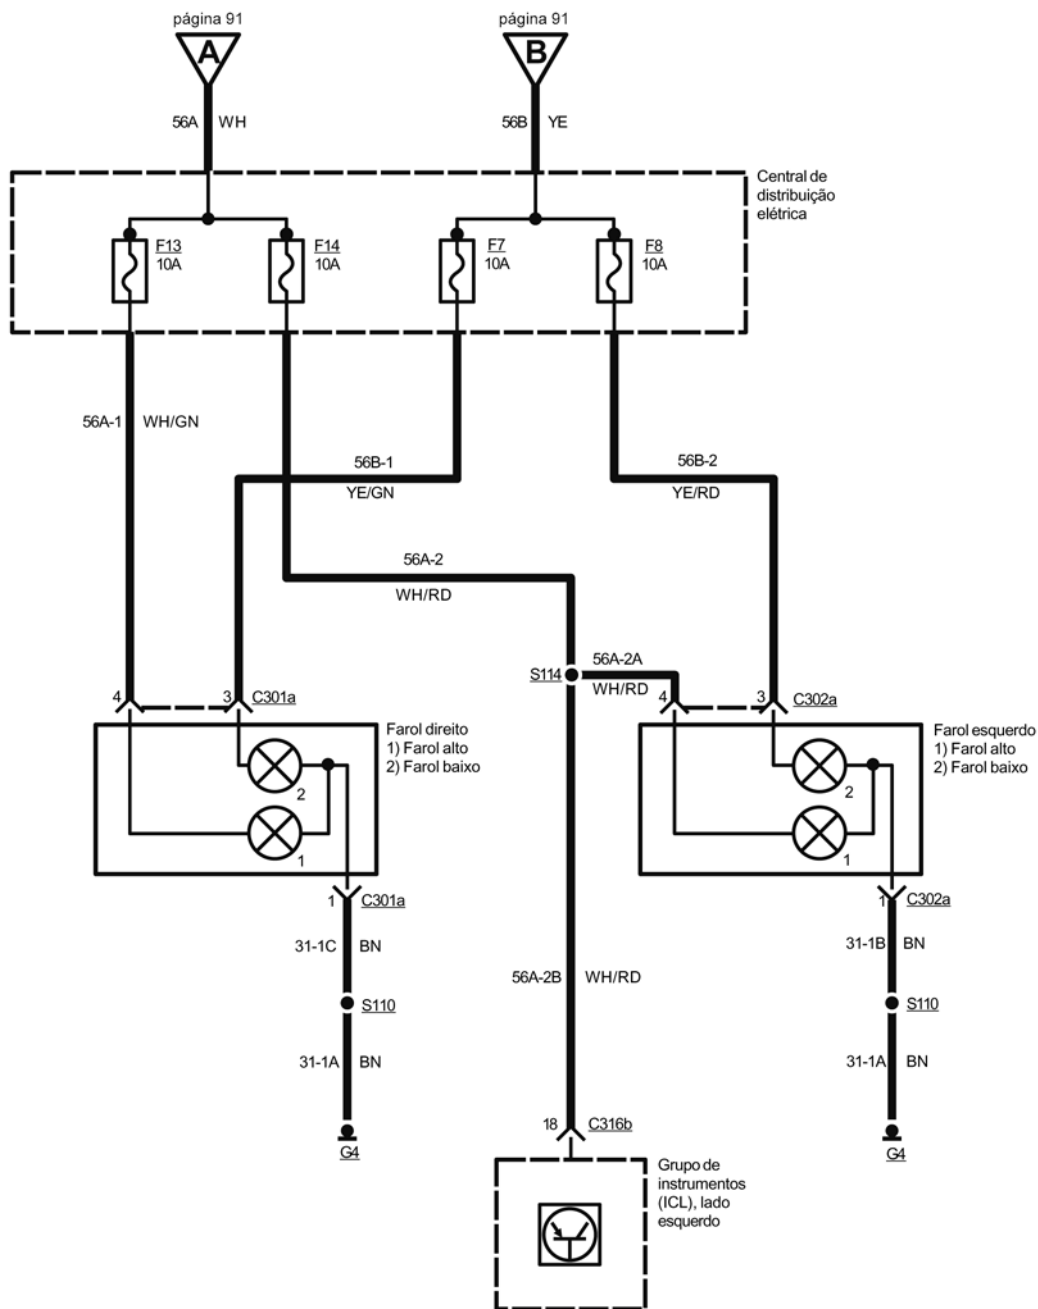 página 91
página 91
A
B
56A WH
56B YE
Central de
distribuição
elétrica
F13
10A
F14
10A
F7
10A
F8
10A
56A-1 WH/GN
56B-1
YE/GN
56B-2
YE/RD
56A-2
WH/RD
S114
56A-2A
WH/RD
4
3
C301a
4
3
C302a
Farol direito
1) Farol alto
2) Farol baixo
Farol esquerdo
1) Farol alto
2) Farol baixo
2
1
2
1
1
C301a
1
C302a
31-1C BN
31-1B BN
56A-2B WH/RD
S110
S110
31-1A BN
31-1A BN
G4
G4
18
C316b
Grupo de
instrumentos
(ICL), lado
esquerdo